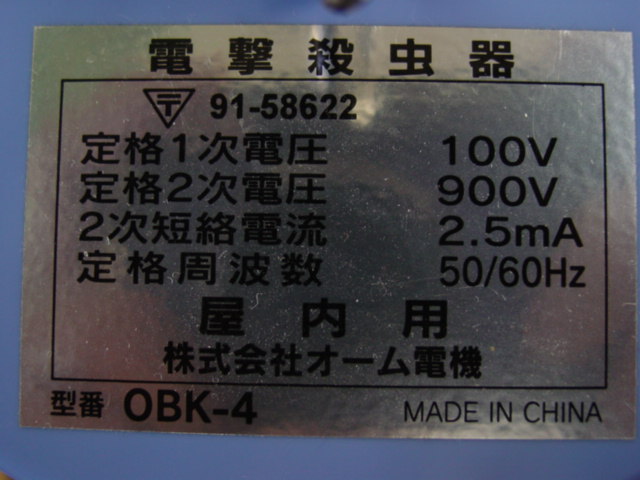 電撃殺虫器
〒 91-58622
定格1次電圧 100V
定格2次電圧 900V
2次短絡電流 2.5mA
定格周波数 50/60Hz
屋内用
株式会社オーム電機
型番 OBK-4 MADE IN CHINA